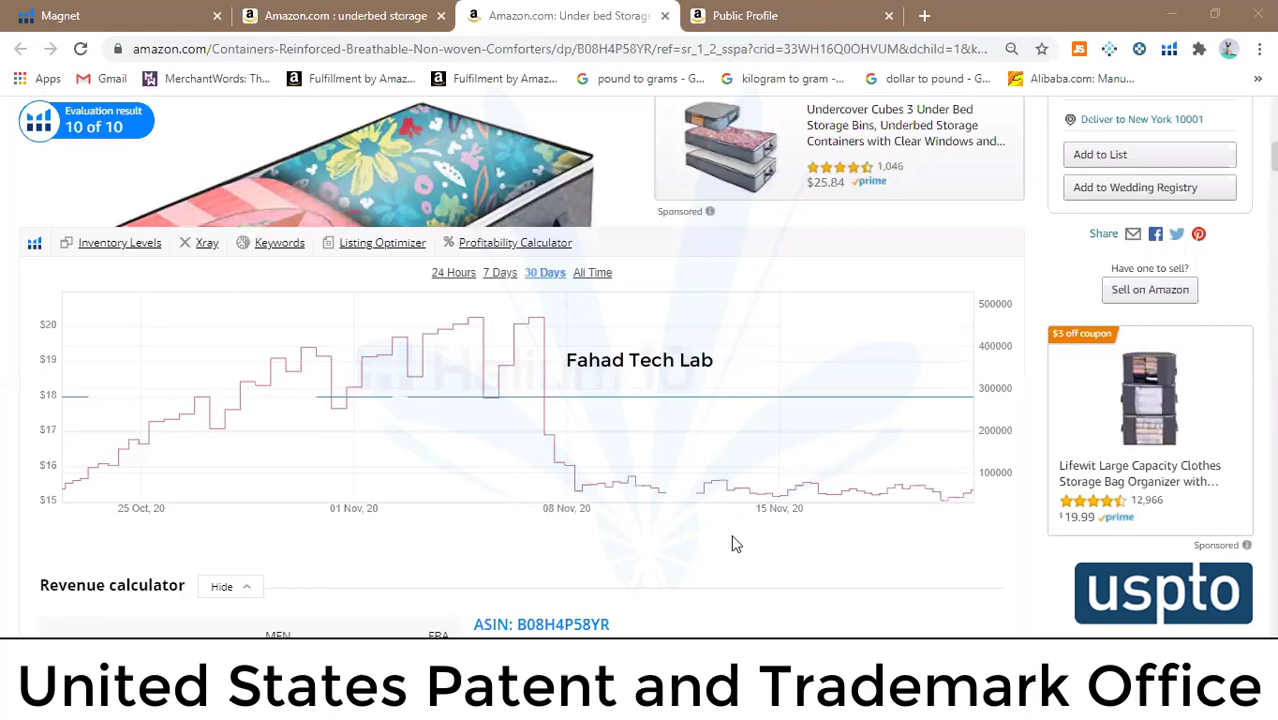 Magnet
Amazon.com : underbed storage
Amazon.com: Under bed Storage
Public Profile
amazon.com/Containers-Reinforced-Breathable-Non-woven-Comforters/dp/B08H4P58YR/ref=sr_1_2_sspa?crid=33WH16Q0OHVUM&dchild=1&k...
Apps
Gmail
MerchantWords: Th...
Fulfillment by Amaz...
Fulfilment by Amaz...
pound to grams - G...
kilogram to gram -...
dollar to pound - G...
Alibaba.com: Manu...
»
Evaluation result
10 of 10
Undercover Cubes 3 Under Bed
Storage Bins, Underbed Storage
Containers with Clear Windows and...
1,046
$25.84 prime
Sponsored
Deliver to New York 10001
Add to List
Add to Wedding Registry
Share
Have one to sell?
Sell on Amazon
Inventory Levels
Xray
Keywords
Listing Optimizer
Profitability Calculator
24 Hours 7 Days 30 Days All Time
$20
$19
$18
$17
$16
$15
500000
400000
300000
200000
100000
25 Oct, 20
01 Nov, 20
08 Nov, 20
15 Nov, 20
Fahad Tech Lab
$3 off coupon
Lifewit Large Capacity Clothes
Storage Bag Organizer with...
12,966
$19.99 prime
Sponsored
Revenue calculator
Hide
ASIN: B08H4P58YR
uspto
United States Patent and Trademark Office